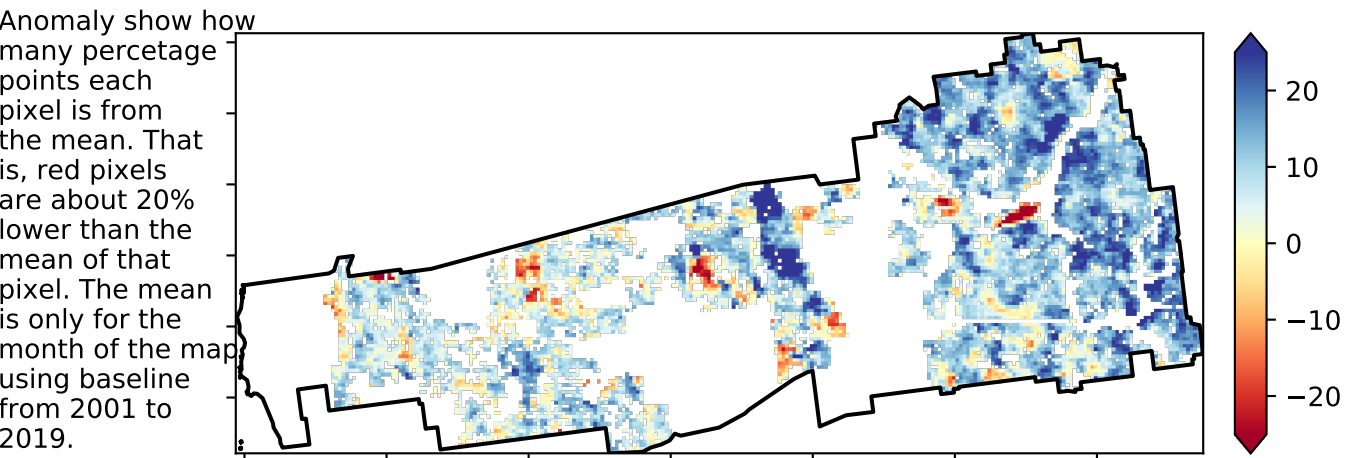 Anomaly show how
many percetage
points each
pixel is from
the mean. That
is, red pixels
are about 20%
lower than the
mean of that
pixel. The mean
is only for the
month of the map
using baseline
from 2001 to
2019.
20
10
0
−10
−20